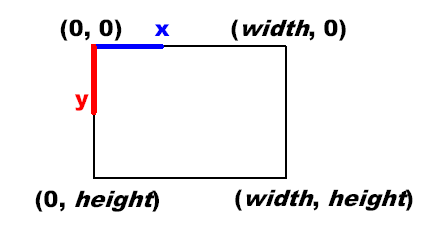 (0, 0) x (width, 0)
y
(0, height) (width, height)